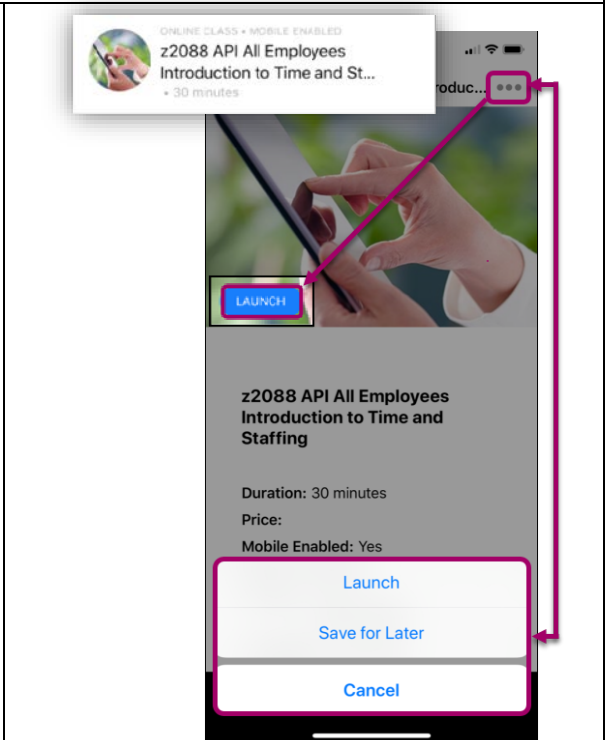 ONLINE CLASS • MOBILE ENABLED
z2088 API All Employees
Introduction to Time and St...
• 30 minutes
roduc...
LAUNCH
z2088 API All Employees
Introduction to Time and
Staffing
Duration: 30 minutes
Price:
Mobile Enabled: Yes
Launch
Save for Later
Cancel